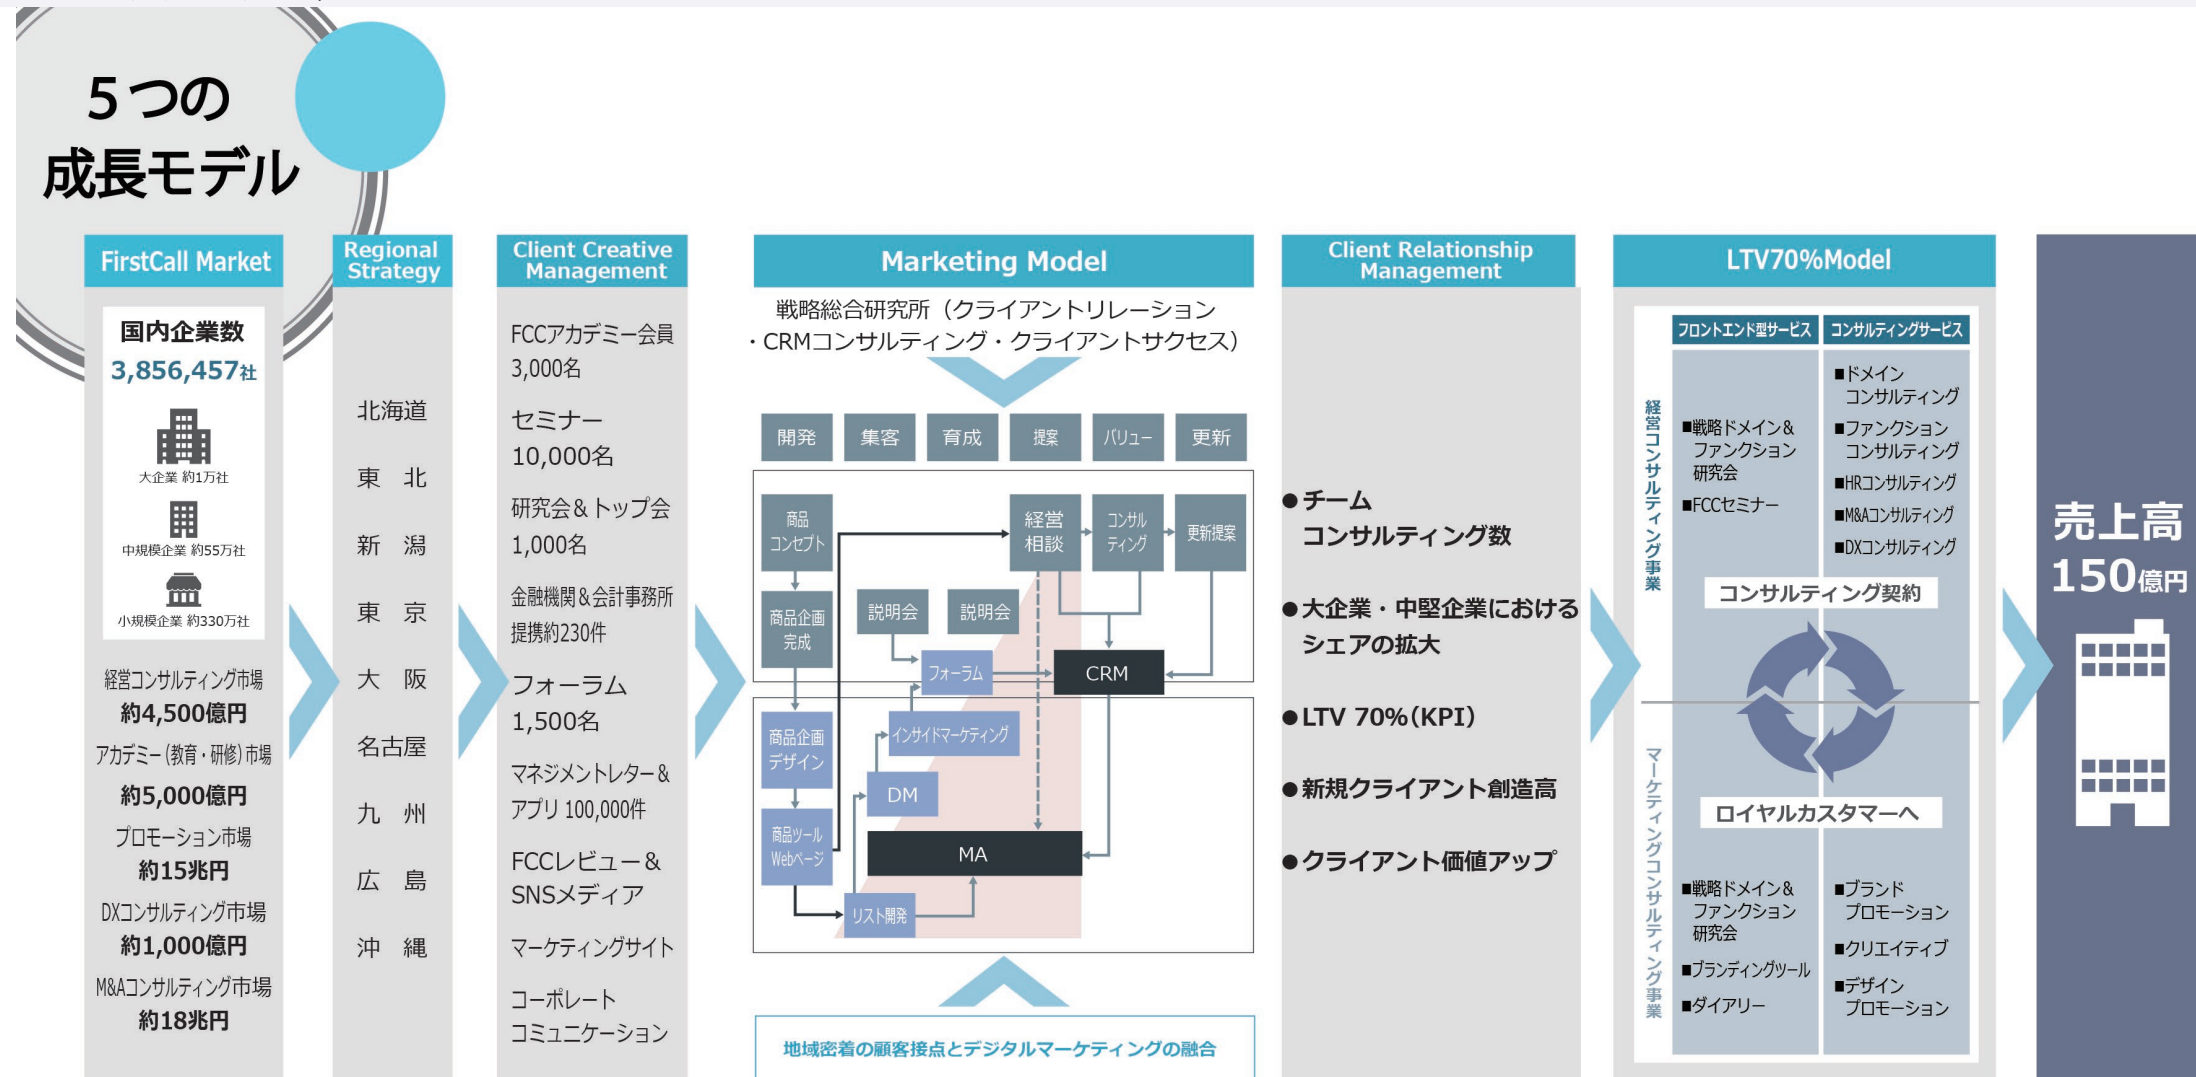 5つの
成長モデル
FirstCall Market
国内企業数
3,856,457社
大企業 約1万社
中規模企業 約55万社
小規模企業 約330万社
経営コンサルティング市場
約4,500億円
アカデミー(教育・研修)市場
約5,000億円
プロモーション市場
約15兆円
DXコンサルティング市場
約1,000億円
M&Aコンサルティング市場
約18兆円
Regional
Strategy
北海道
東 北
新 潟
東 京
大 阪
名古屋
九 州
広 島
沖 縄
Client Creative
Management
FCCアカデミー会員
3,000名
セミナー
10,000名
研究会&トップ会
1,000名
金融機関&会計事務所
提携約230件
フォーラム
1,500名
マネジメントレター&
アプリ 100,000件
FCCレビュー&
SNSメディア
マーケティングサイト
コーポレート
コミュニケーション
Marketing Model
戦略総合研究所(クライアントリレーション
・CRMコンサルティング・クライアントサクセス)
開発 集客 育成 提案 バリュー 更新
商品
コンセプト
経営
相談
コンサル
ティング
更新提案
商品企画
完成
説明会
説明会
フォーラム
CRM
商品企画
デザイン
インサイドマーケティング
DM
商品ツール
Webページ
MA
リスト開発
地域密着の顧客接点とデジタルマーケティングの融合
Client Relationship
Management
●チーム
コンサルティング数
●大企業・中堅企業における
シェアの拡大
●LTV 70%(KPI)
●新規クライアント創造高
●クライアント価値アップ
LTV70%Model
フロントエンド型サービス
コンサルティングサービス
経営コンサルティング事業
■戦略ドメイン&
ファンクション
研究会
■FCCセミナー
■ドメイン
コンサルティング
■ファンクション
コンサルティング
■HRコンサルティング
■M&Aコンサルティング
■DXコンサルティング
コンサルティング契約
ロイヤルカスタマーへ
マーケティングコンサルティング事業
■戦略ドメイン&
ファンクション
研究会
■ブランディングツール
■ダイアリー
■ブランド
プロモーション
■クリエイティブ
■デザイン
プロモーション
売上高
150億円